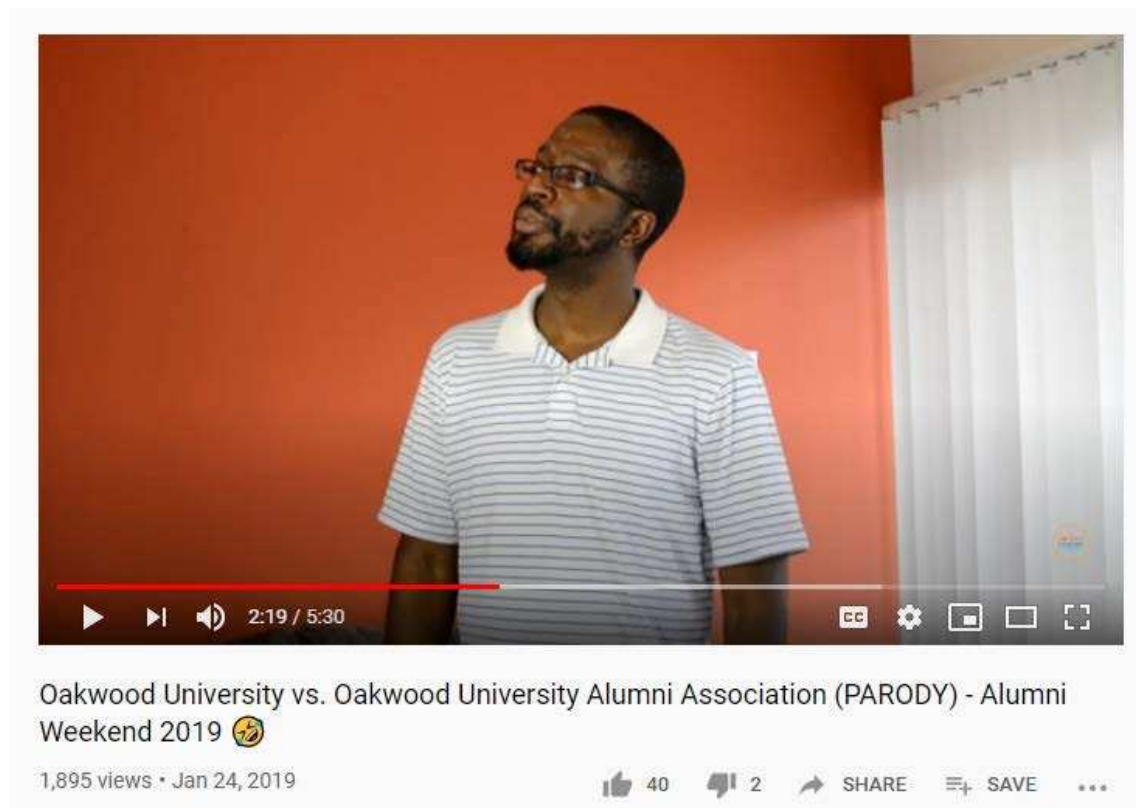 2:19 / 5:30
CC
Oakwood University vs. Oakwood University Alumni Association (PARODY) - Alumni
Weekend 2019 🤣
1,895 views • Jan 24, 2019
40
2
SHARE
SAVE